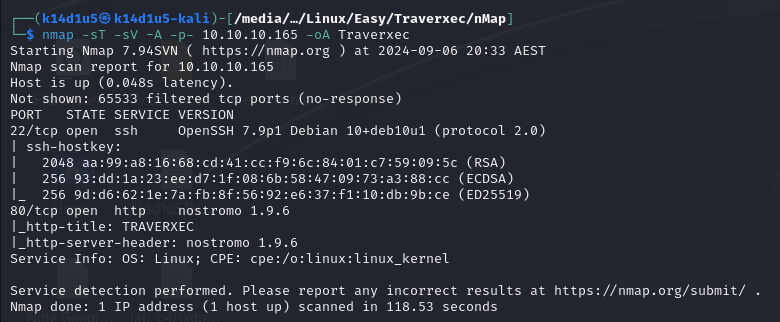 ┌──(k14d1u5㉿k14d1u5-kali)-[/media/…/Linux/Easy/Traverxec/nMap]
└─$ nmap -sT -sV -A -p- 10.10.10.165 -oA Traverxec
Starting Nmap 7.94SVN ( https://nmap.org ) at 2024-09-06 20:33 AEST
Nmap scan report for 10.10.10.165
Host is up (0.048s latency).
Not shown: 65533 filtered tcp ports (no-response)
PORT   STATE SERVICE VERSION
22/tcp open  ssh     OpenSSH 7.9p1 Debian 10+deb10u1 (protocol 2.0)
| ssh-hostkey:
|   2048 aa:99:a8:16:68:cd:41:cc:f9:6c:84:01:c7:59:09:5c (RSA)
|   256 93:dd:1a:23:ee:d7:1f:08:6b:58:47:09:73:a3:88:cc (ECDSA)
|_  256 9d:d6:62:1e:7a:fb:8f:56:92:e6:37:f1:10:db:9b:ce (ED25519)
80/tcp open  http    nostromo 1.9.6
|_http-title: TRAVERXEC
|_http-server-header: nostromo 1.9.6
Service Info: OS: Linux; CPE: cpe:/o:linux:linux_kernel

Service detection performed. Please report any incorrect results at https://nmap.org/submit/ .
Nmap done: 1 IP address (1 host up) scanned in 118.53 seconds